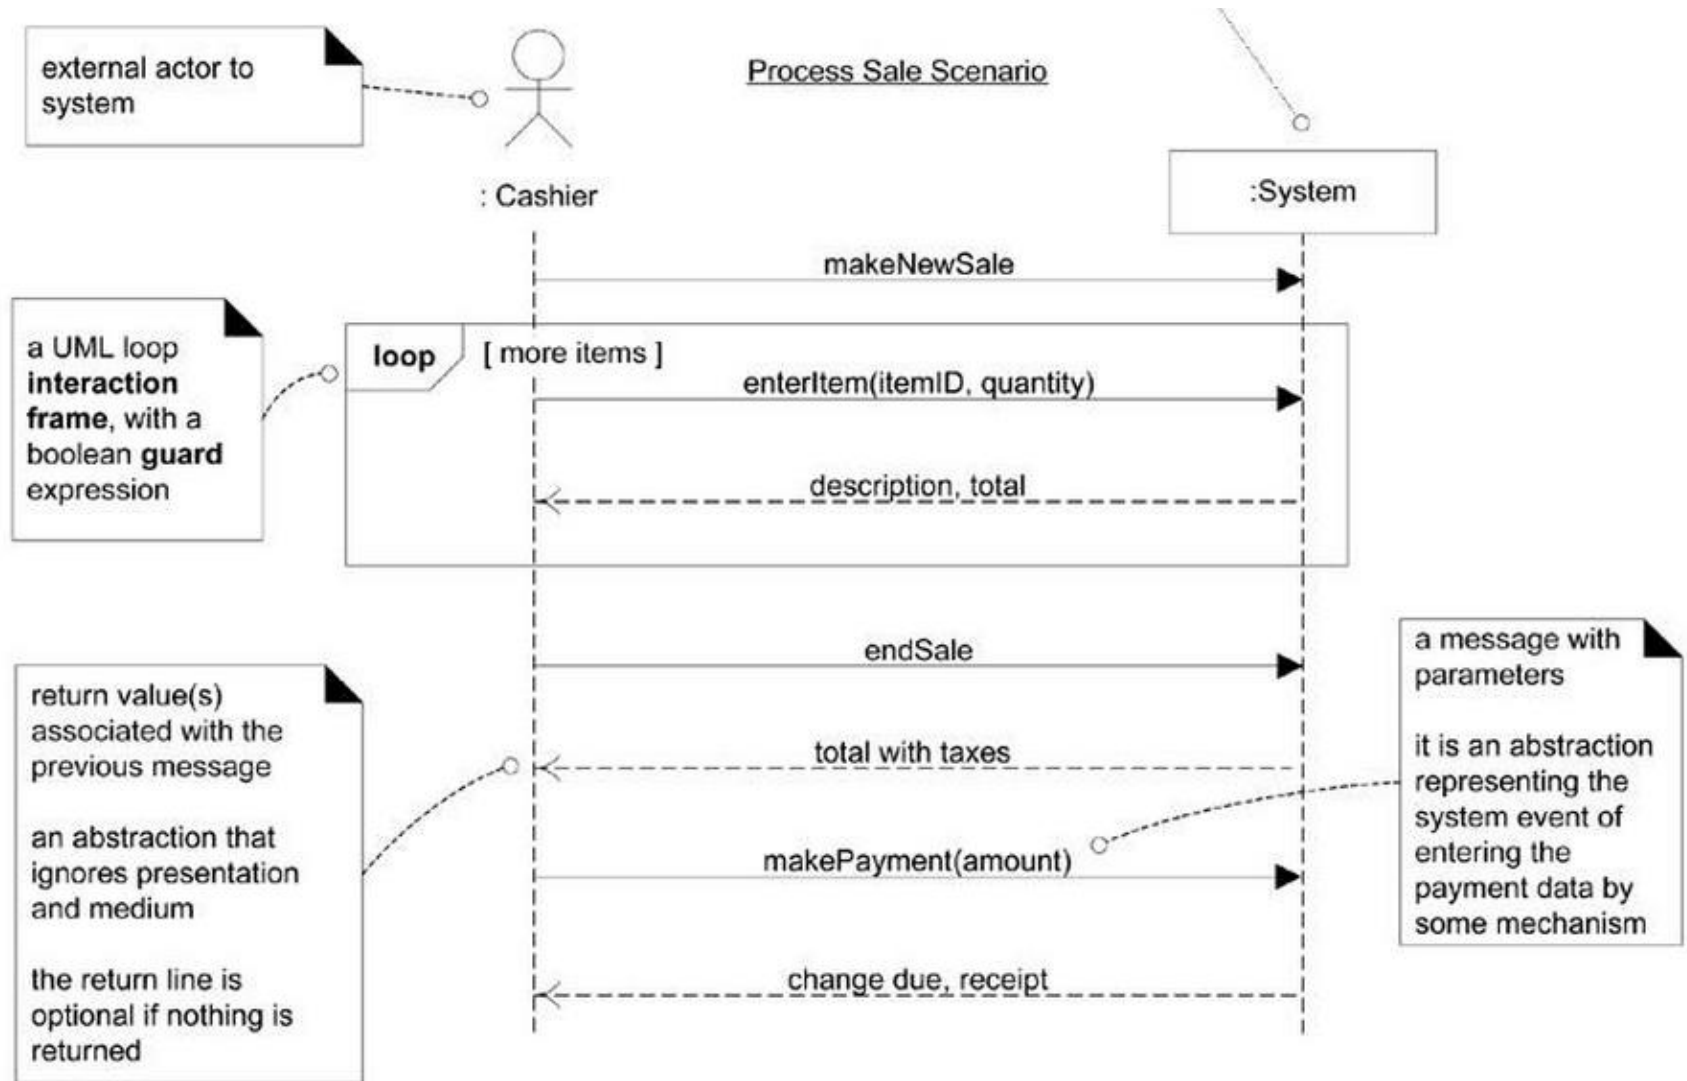 external actor to
system
Process Sale Scenario
: Cashier
:System
makeNewSale
a UML loop
interaction
frame, with a
boolean guard
expression
loop
[ more items ]
enterItem(itemID, quantity)
description, total
endSale
return value(s)
associated with the
previous message
an abstraction that
ignores presentation
and medium
the return line is
optional if nothing is
returned
total with taxes
makePayment(amount)
change due, receipt
a message with
parameters
it is an abstraction
representing the
system event of
entering the
payment data by
some mechanism